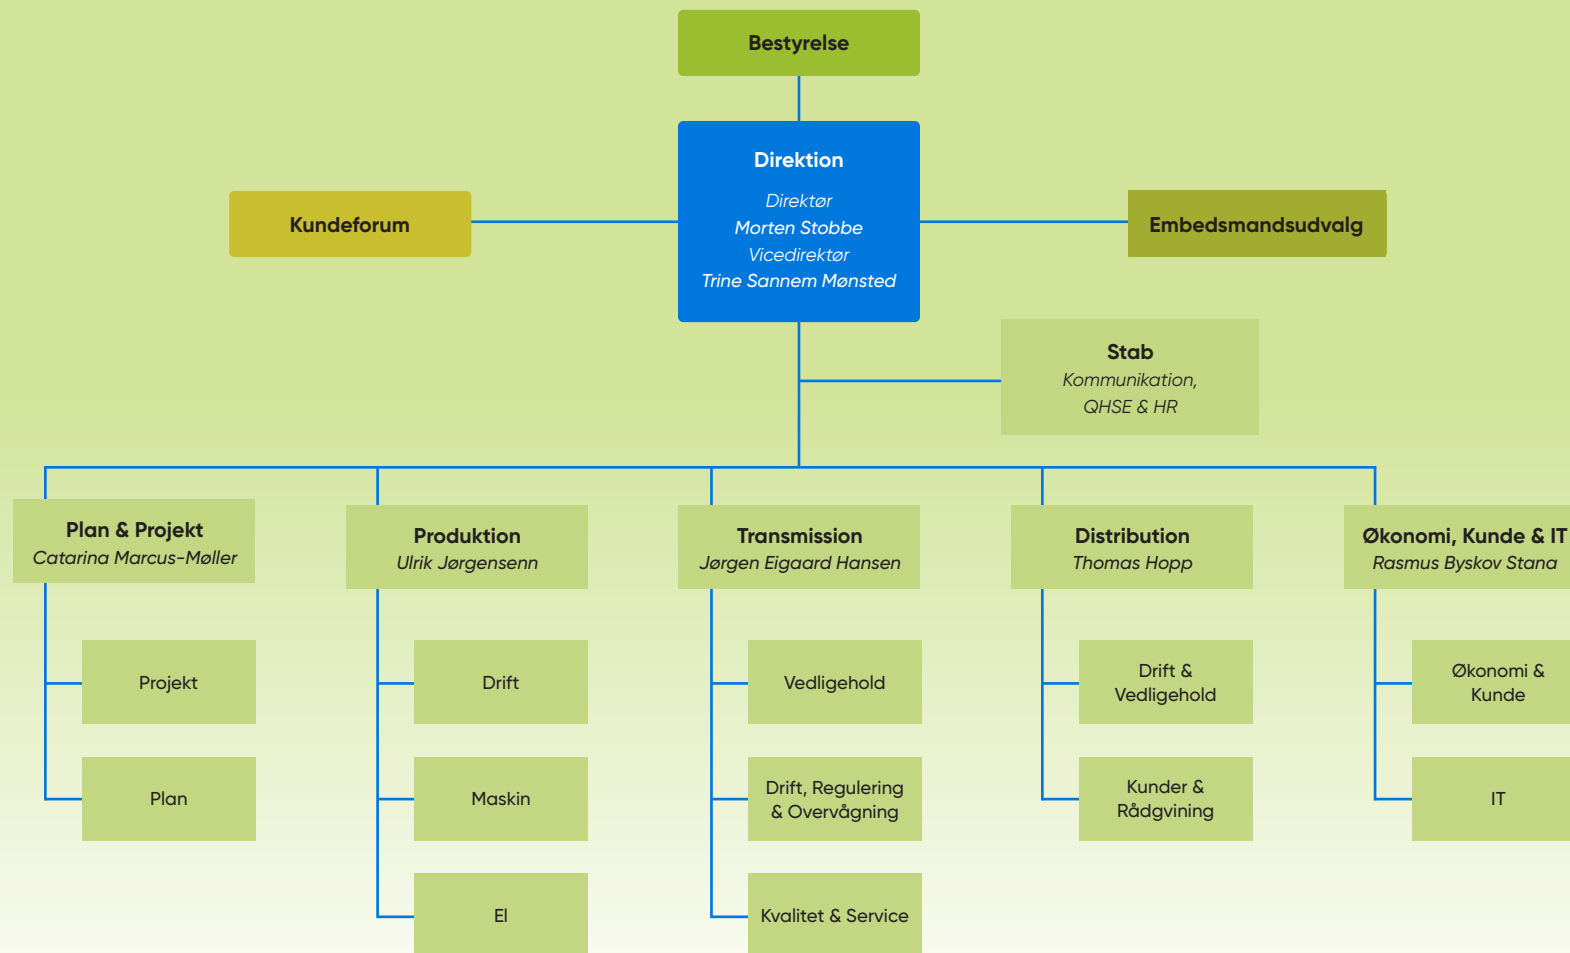 Bestyrelse
Direktion
Direktør
Morten Stobbe
Vicedirektør
Trine Sannem Mønsted
Kundeforum
Embedsmandsudvalg
Stab
Kommunikation,
QHSE & HR
Plan & Projekt
Catarina Marcus-Møller
Projekt
Plan
Produktion
Ulrik Jørgensenn
Drift
Maskin
El
Transmission
Jørgen Eigaard Hansen
Vedligehold
Drift, Regulering
& Overvågning
Kvalitet & Service
Distribution
Thomas Hopp
Drift &
Vedligehold
Kunder &
Rådgvining
Økonomi, Kunde & IT
Rasmus Byskov Stana
Økonomi &
Kunde
IT